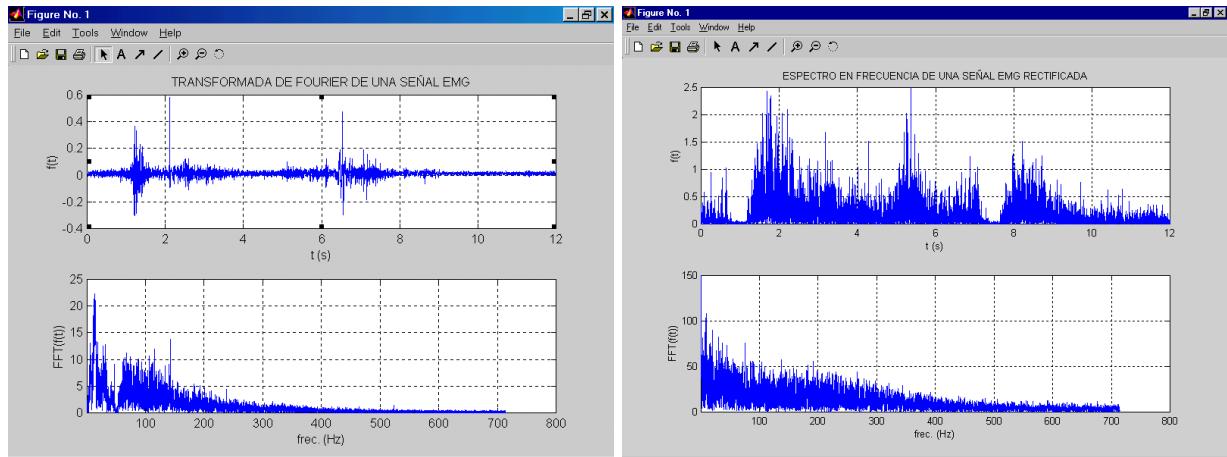 Figure No. 1
File Edit Tools Window Help
TRANSFORMADA DE FOURIER DE UNA SEÑAL EMG
0.6
0.4
0.2
0
-0.2
-0.4
f(t)
0 2 4 6 8 10 12
t (s)
25
20
15
10
5
0
FFT(f(t))
100 200 300 400 500 600 700 800
frec. (Hz)
Figure No. 1
File Edit Tools Window Help
ESPECTRO EN FRECUENCIA DE UNA SEÑAL EMG RECTIFICADA
2.5
2
1.5
1
0.5
0
f(t)
0 2 4 6 8 10 12
t (s)
150
100
50
0
FFT(f(t))
100 200 300 400 500 600 700 800
frec. (Hz)